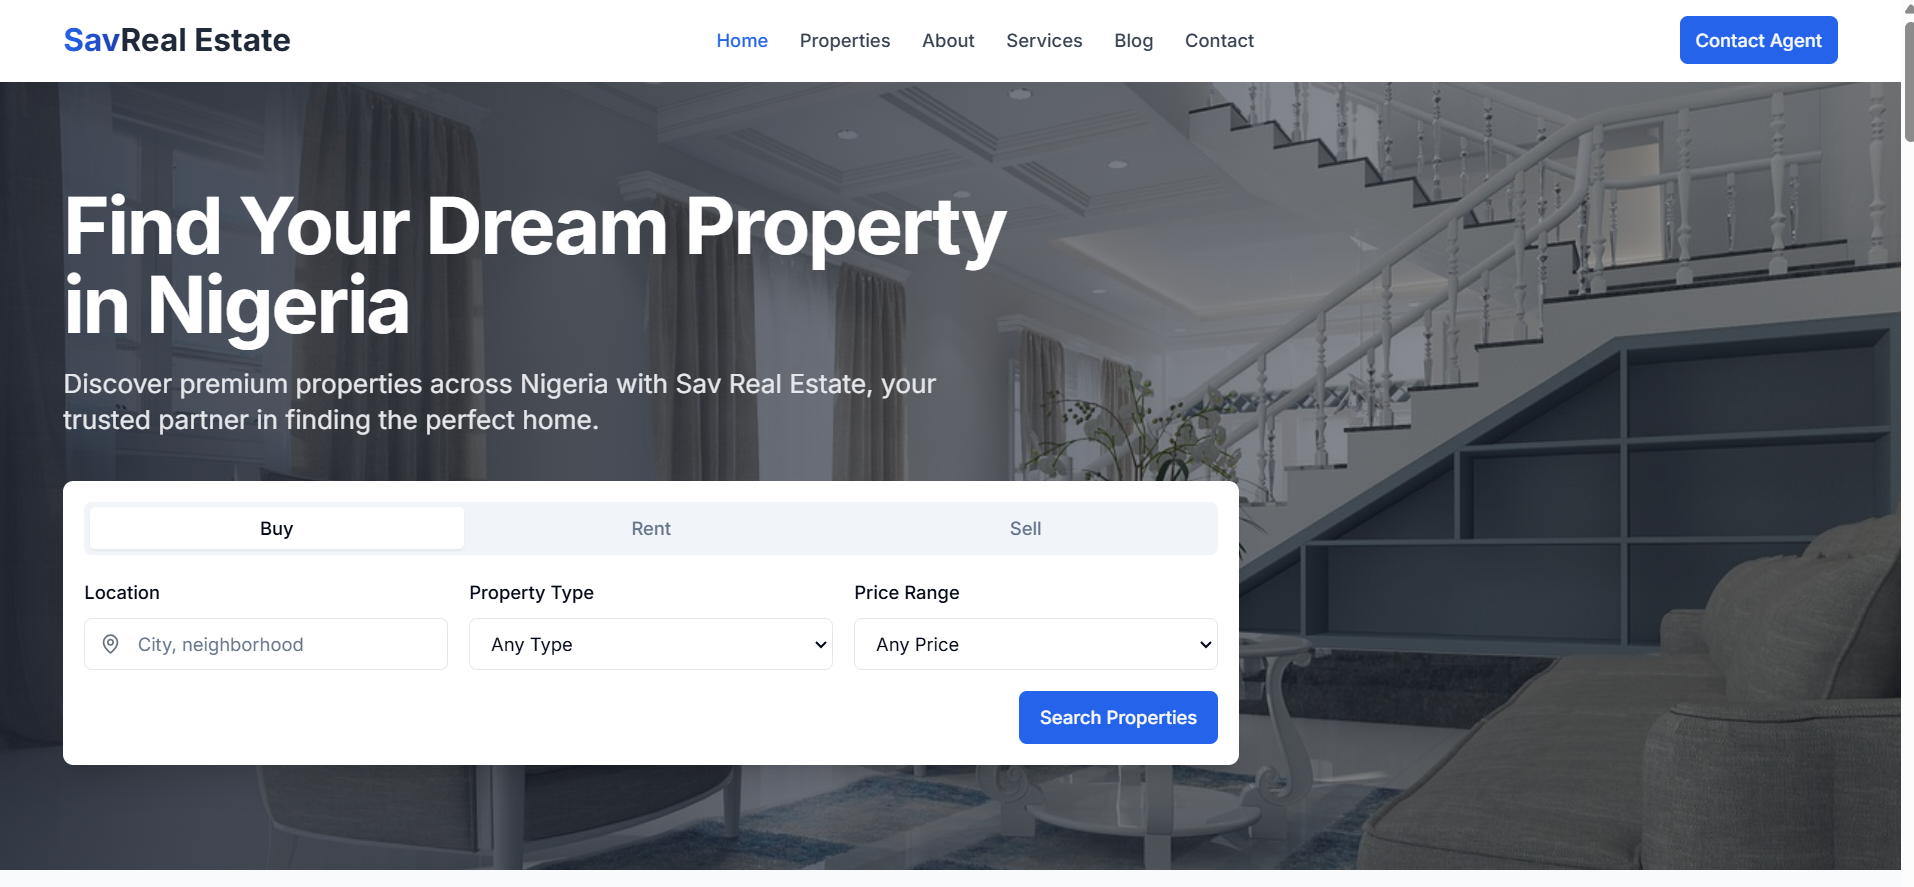 SavReal Estate
Home Properties About Services Blog Contact
Contact Agent
Find Your Dream Property
in Nigeria
Discover premium properties across Nigeria with Sav Real Estate, your
trusted partner in finding the perfect home.
Buy Rent Sell
Location Property Type Price Range
City, neighborhood Any Type Any Price
Search Properties